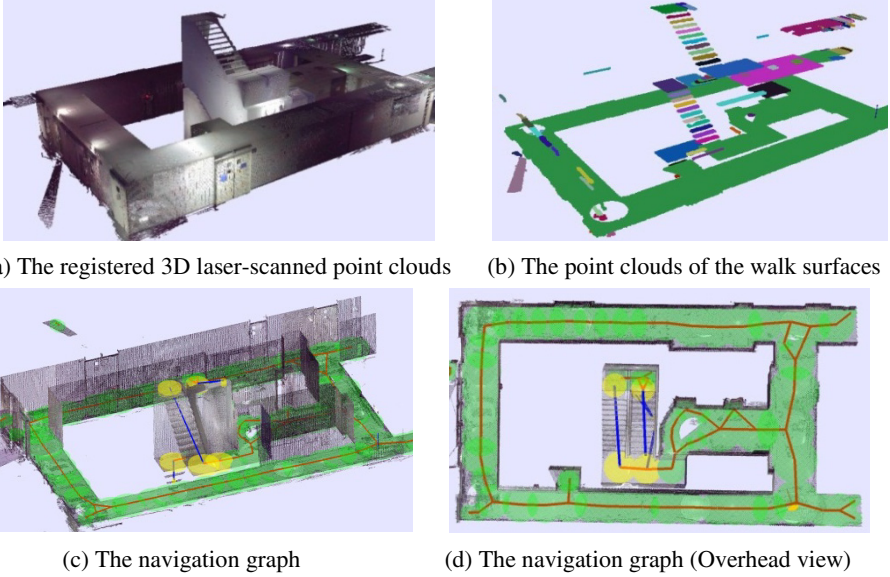 ) The registered 3D laser-scanned point clouds
(b) The point clouds of the walk surfaces
(c) The navigation graph
(d) The navigation graph (Overhead view)